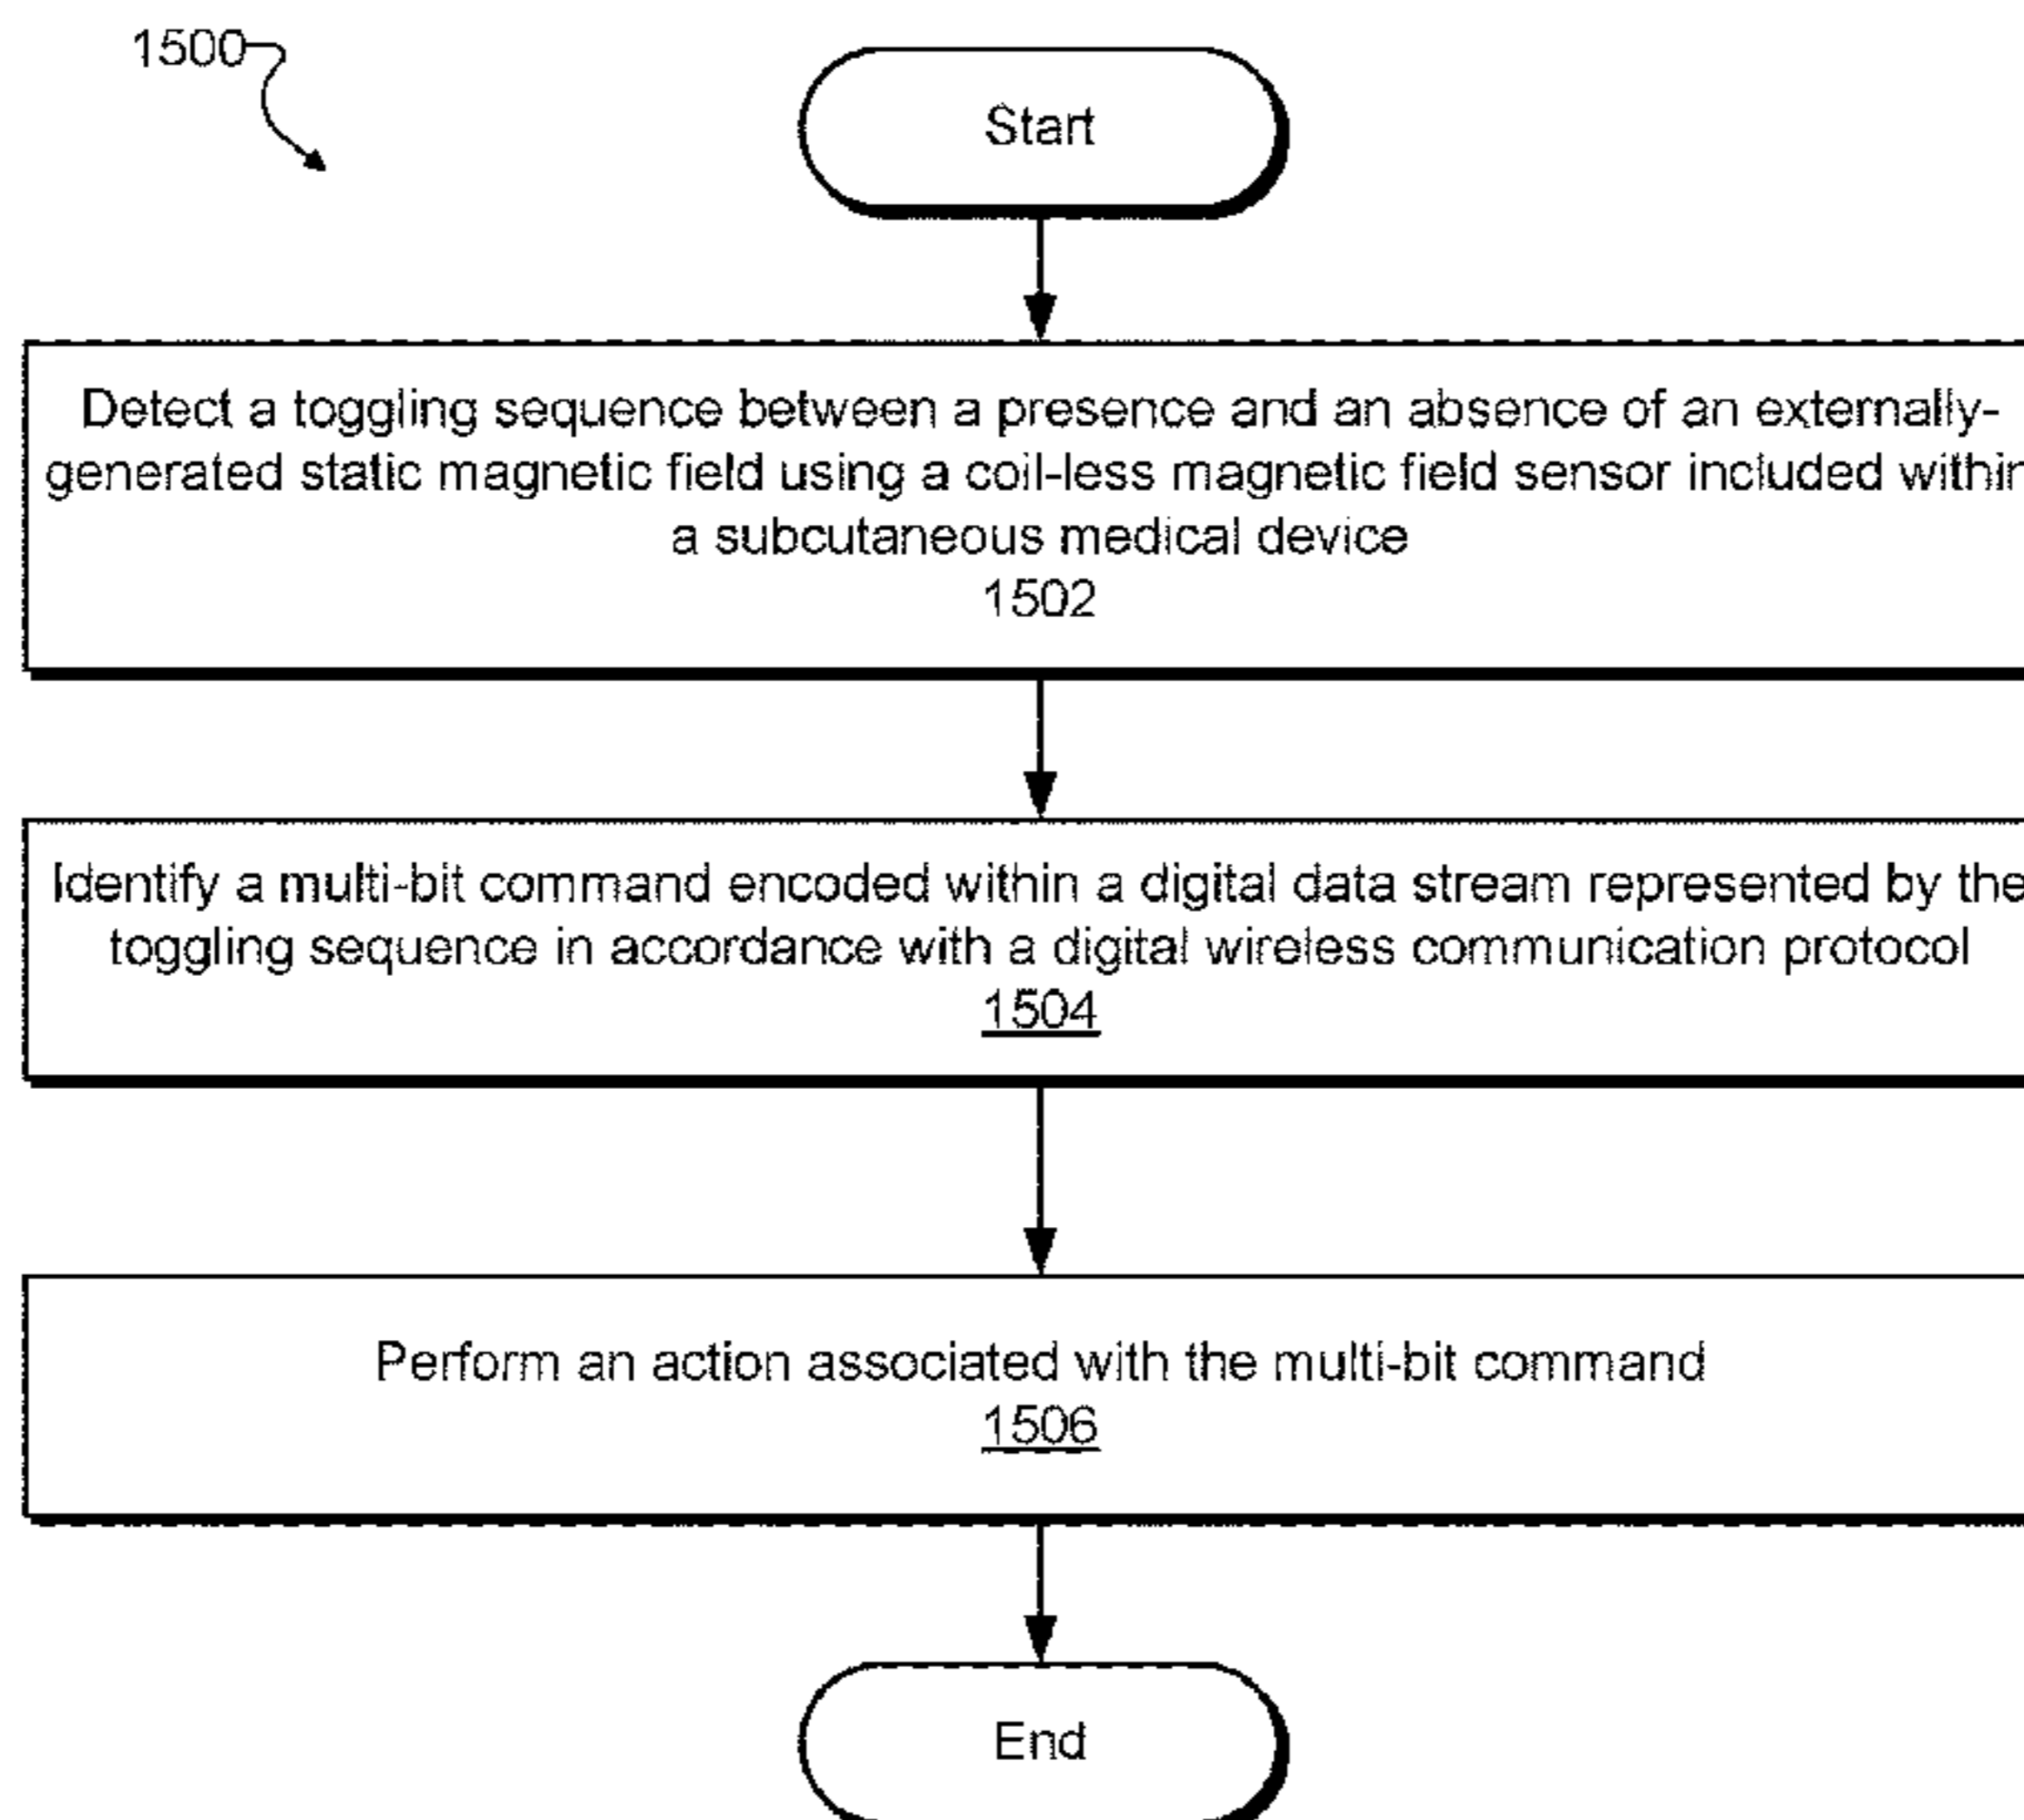 1500
Start
Detect a toggling sequence between a presence and an absence of an externally-
generated static magnetic field using a coil-less magnetic field sensor included within
a subcutaneous medical device
1502
Identify a multi-bit command encoded within a digital data stream represented by the
toggling sequence in accordance with a digital wireless communication protocol
1504
Perform an action associated with the multi-bit command
1506
End